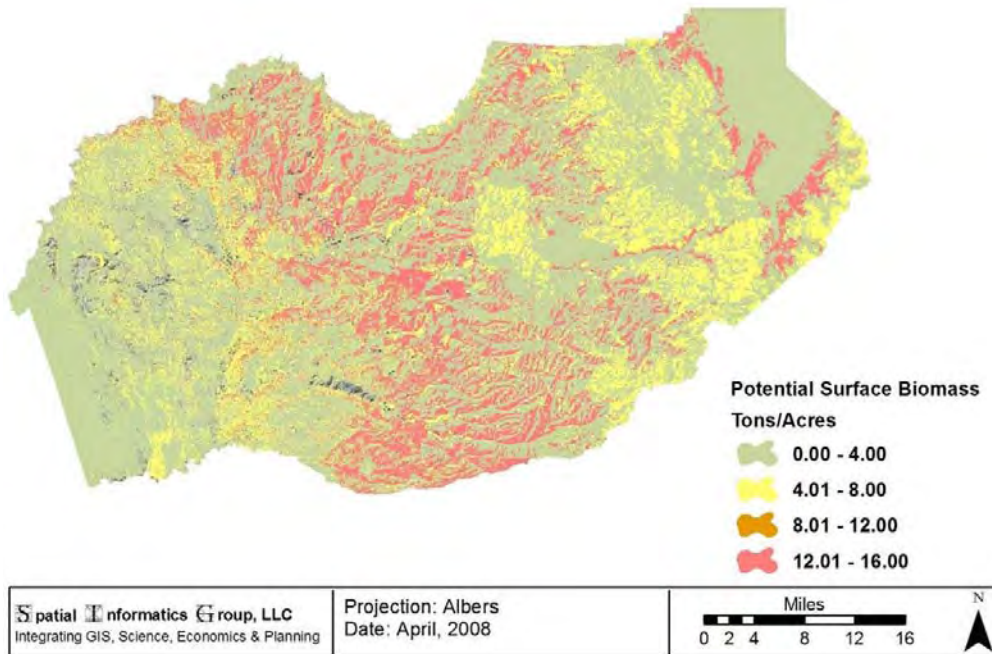 Potential Surface Biomass
Tons/Acres
0.00 - 4.00
4.01 - 8.00
8.01 - 12.00
12.01 - 16.00
Spatial Informatics Group, LLC
Integrating GIS, Science, Economics & Planning
Projection: Albers
Date: April, 2008
Miles
0 2 4 8 12 16
N